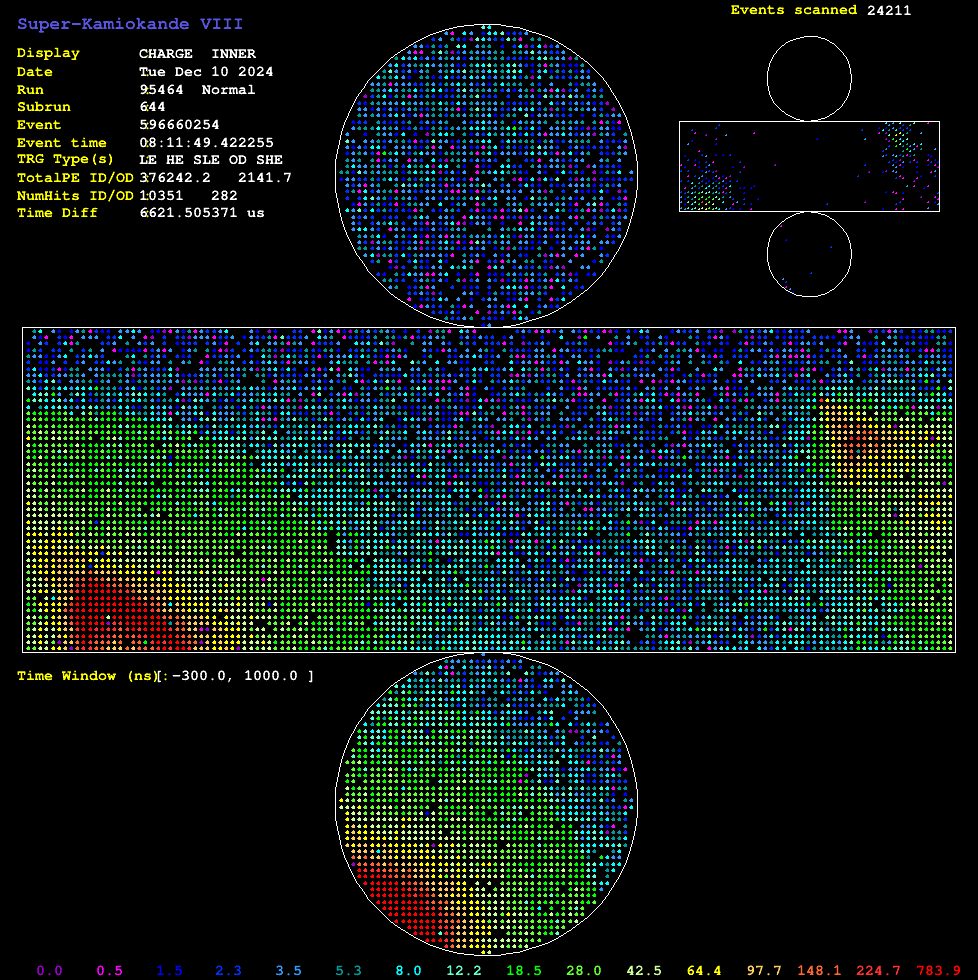 Super-Kamiokande VIII
Events scanned 24211
Display CHARGE INNER
Date Tue Dec 10 2024
Run 95464 Normal
Subrun 644
Event 596660254
Event time 08:11:49.422255
TRG Type(s) LE HE SLE OD SHE
TotalPE ID/OD 376242.2 2141.7
NumHits ID/OD 10351 282
Time Diff 6621.505371 us
Time Window (ns): [ -300.0, 1000.0 ]
0.0 0.5 1.5 2.3 3.5 5.3 8.0 12.2 18.5 28.0 42.5 64.4 97.7 148.1 224.7 783.9